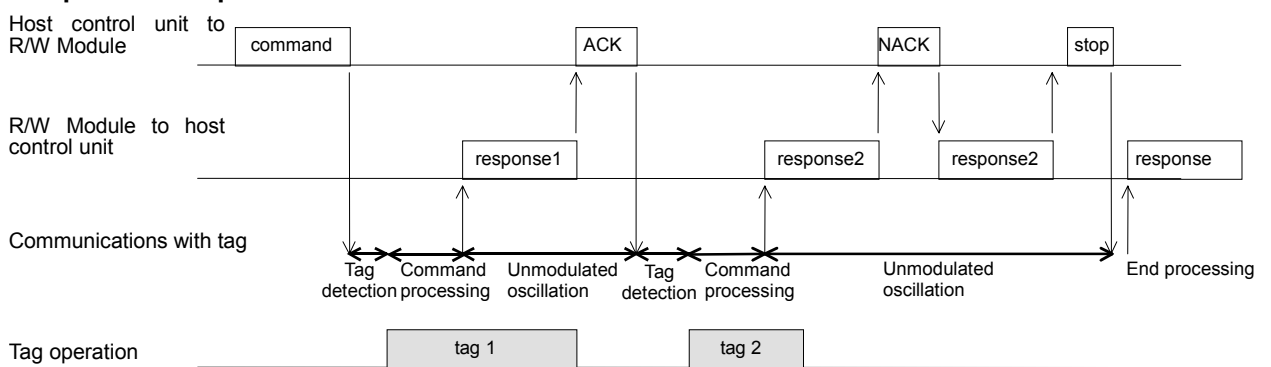 Host control unit to
R/W Module
command
ACK
NACK
stop
R/W Module to host
control unit
response1
response2
response2
response
Communications with tag
Tag
detection
Command
processing
Unmodulated
oscillation
Tag
detection
Command
processing
Unmodulated
oscillation
End processing
Tag operation
tag 1
tag 2